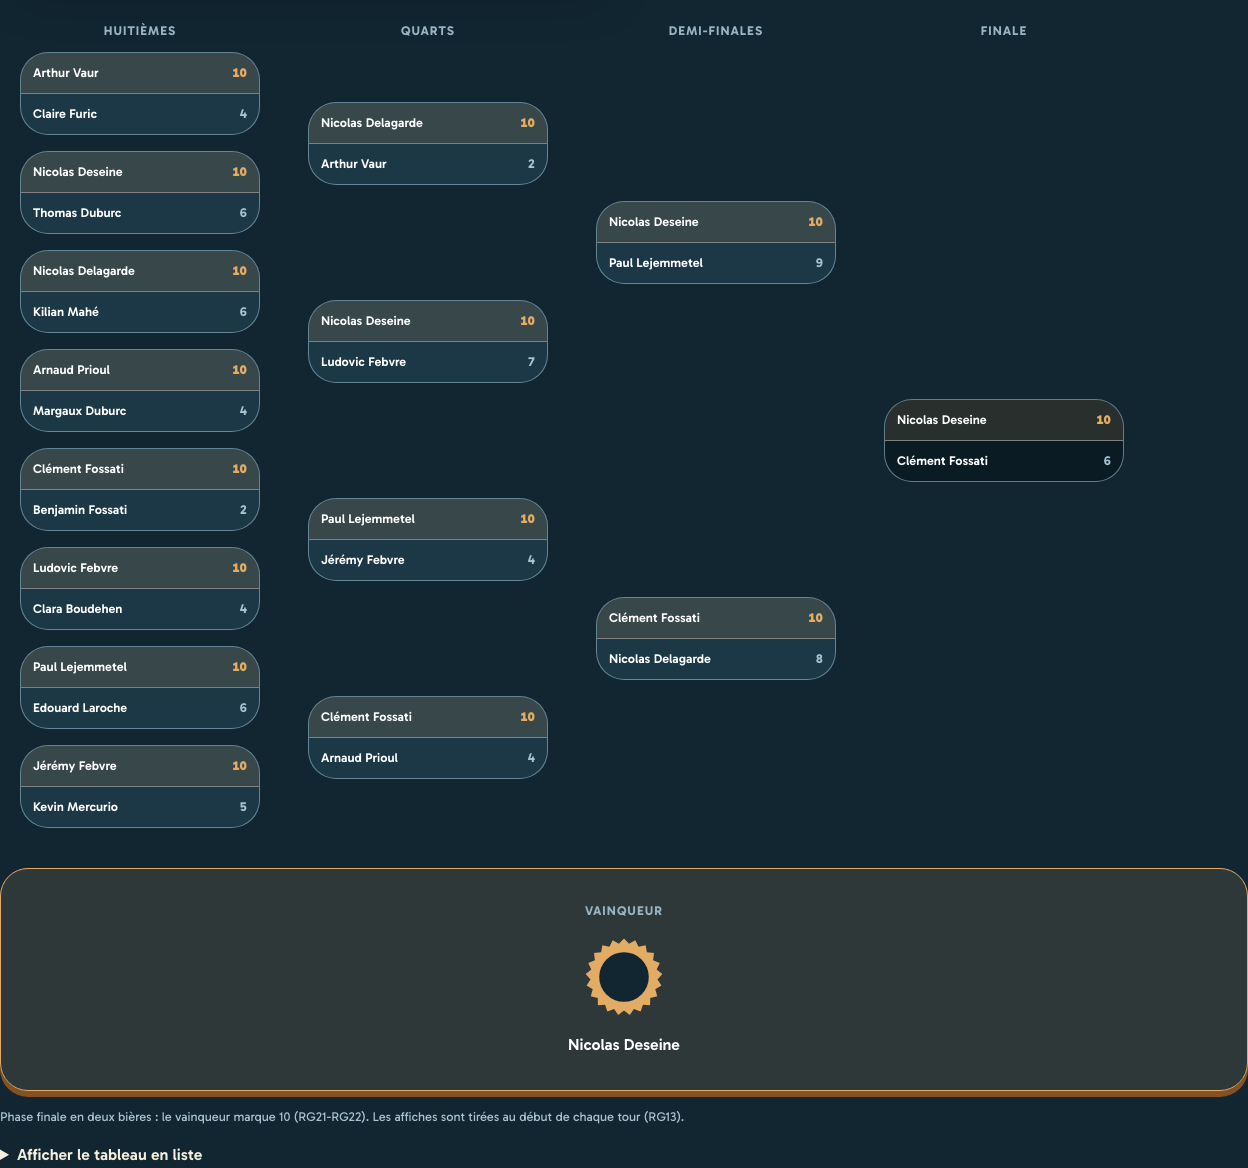 HUITIÈMES
Arthur Vaur 10
Claire Furic 4
Nicolas Deseine 10
Thomas Duburc 6
Nicolas Delagarde 10
Kilian Mahé 6
Arnaud Prioul 10
Margaux Duburc 4
Clément Fossati 10
Benjamin Fossati 2
Ludovic Febvre 10
Clara Boudehen 4
Paul Lejemmetel 10
Edouard Laroche 6
Jérémy Febvre 10
Kevin Mercurio 5
QUARTS
Nicolas Delagarde 10
Arthur Vaur 2
Nicolas Deseine 10
Ludovic Febvre 7
Paul Lejemmetel 10
Jérémy Febvre 4
Clément Fossati 10
Arnaud Prioul 4
DEMI-FINALES
Nicolas Deseine 10
Paul Lejemmetel 9
Clément Fossati 10
Nicolas Delagarde 8
FINALE
Nicolas Deseine 10
Clément Fossati 6
VAINQUEUR
Nicolas Deseine
Phase finale en deux bières : le vainqueur marque 10 (RG21-RG22). Les affiches sont tirées au début de chaque tour (RG13).
Afficher le tableau en liste